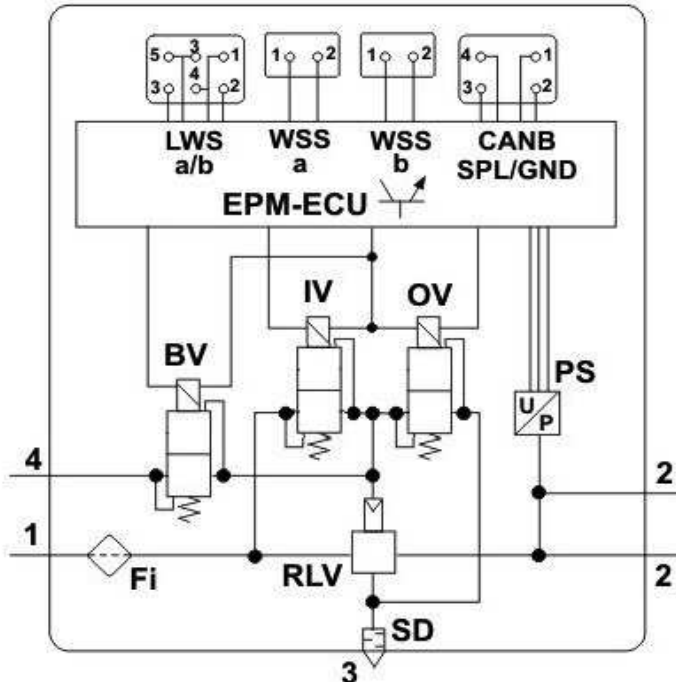 5 3 1
3 4 2
1 2
1 2
4 1
3 2
LWS
a/b
WSS
a
WSS
b
CANB
SPL/GND
EPM-ECU
IV
OV
BV
PS
U
P
4
2
1
Fi
RLV
2
SD
3